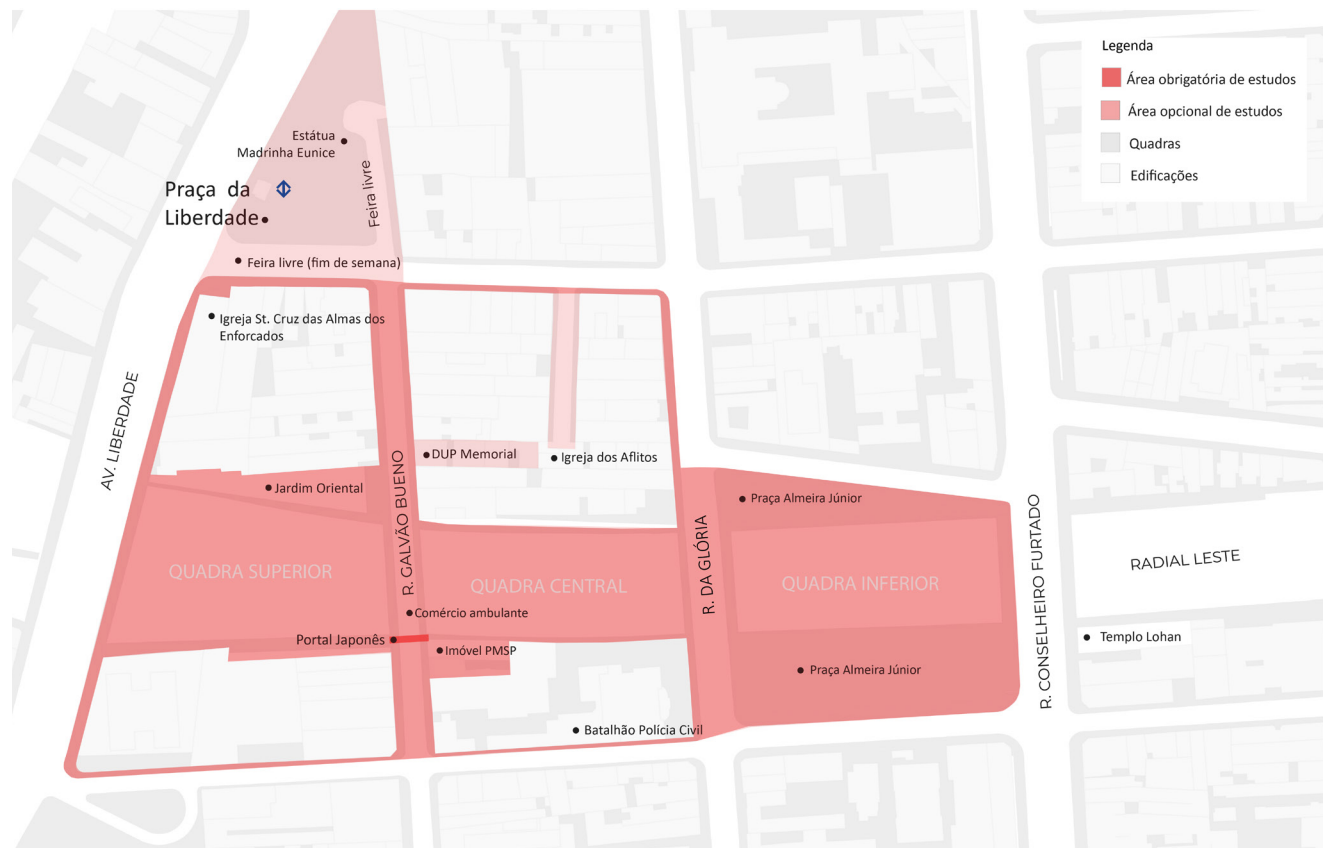 Legenda
Área obrigatória de estudos
Área opcional de estudos
Quadras
Edificações
Estátua
Madrinha Eunice
Praça da
Liberdade
Feira livre
Feira livre (fim de semana)
Igreja St. Cruz das Almas dos
Enforcados
AV. LIBERDADE
R. GALVÃO BUENO
DUP Memorial
Igreja dos Aflitos
Jardim Oriental
Praça Almeira Júnior
R. DA GLÓRIA
R. CONSELHEIRO FURTADO
RADIAL LESTE
QUADRA SUPERIOR
QUADRA CENTRAL
QUADRA INFERIOR
Comércio ambulante
Portal Japonês
Imóvel PMSP
Templo Lohan
Praça Almeira Júnior
Batalhão Polícia Civil